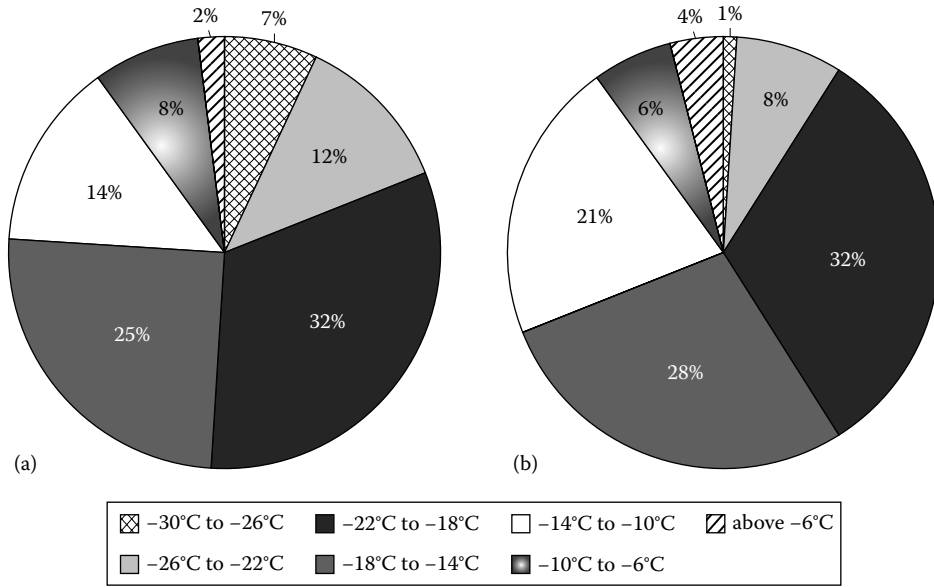 2% 7% 4% 1%
8% 12% 6% 8%
14% 21%
25% 32% 28% 32%
(a) (b)
–30°C to –26°C –22°C to –18°C –14°C to –10°C above –6°C
–26°C to –22°C –18°C to –14°C –10°C to –6°C